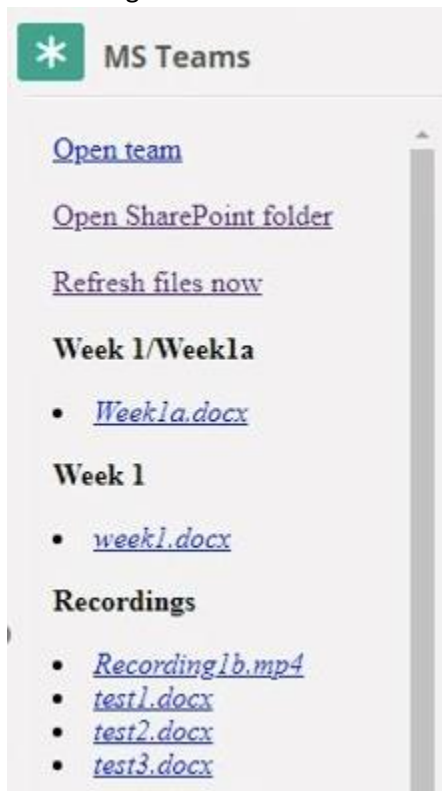 MS Teams
Open team
Open SharePoint folder
Refresh files now
Week 1/Week1a
Week1a.docx
Week 1
week1.docx
Recordings
Recording1b.mp4
test1.docx
test2.docx
test3.docx